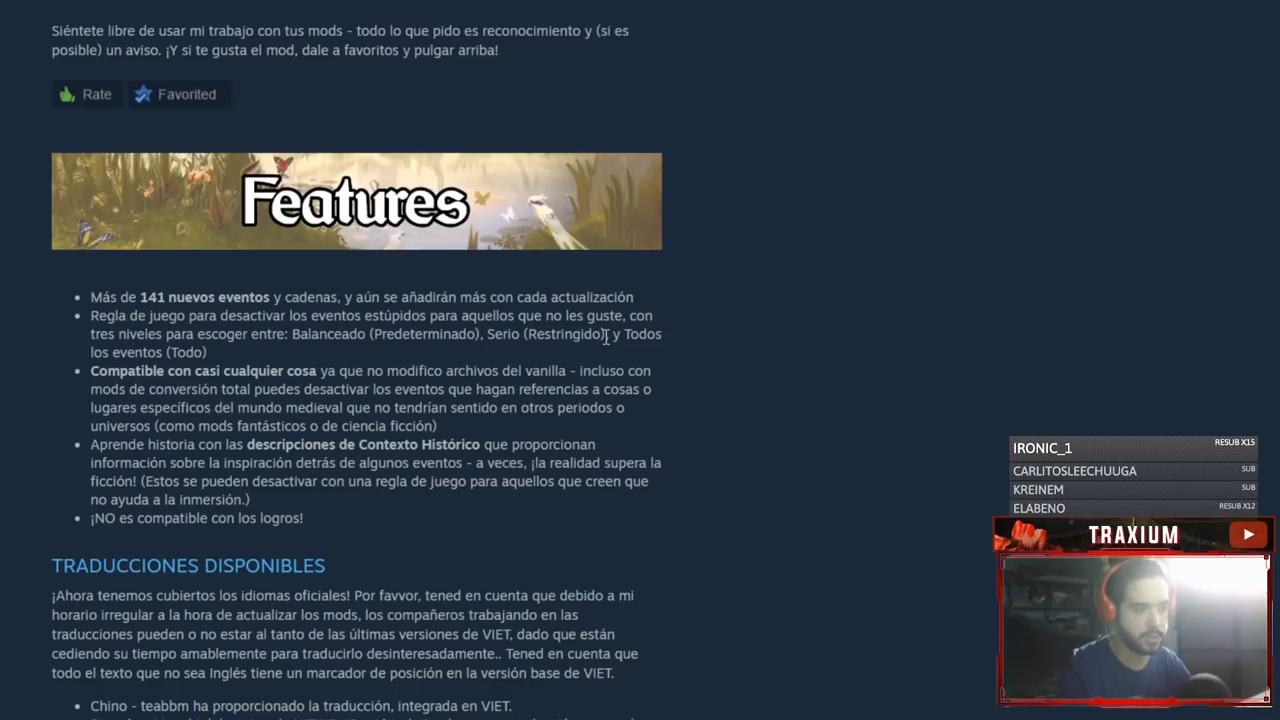 Siéntete libre de usar mi trabajo con tus mods - todo lo que pido es reconocimiento y (si es
posible) un aviso. ¡Y si te gusta el mod, dale a favoritos y pulgar arriba!
Rate
Favorited
Features
Más de 141 nuevos eventos y cadenas, y aún se añadirán más con cada actualización
Regla de juego para desactivar los eventos estúpidos para aquellos que no les guste, con
tres niveles para escoger entre: Balanceado (Predeterminado), Serio (Restringido) y Todos
los eventos (Todo)
Compatible con casi cualquier cosa ya que no modifico archivos del vanilla - incluso con
mods de conversión total puedes desactivar los eventos que hagan referencias a cosas o
lugares específicos del mundo medieval que no tendrían sentido en otros periodos o
universos (como mods fantásticos o de ciencia ficción)
Aprende historia con las descripciones de Contexto Histórico que proporcionan
información sobre la inspiración detrás de algunos eventos - a veces, ¡la realidad supera la
ficción! (Estos se pueden desactivar con una regla de juego para aquellos que creen que
no ayuda a la inmersión.)
¡NO es compatible con los logros!
TRADUCCIONES DISPONIBLES
¡Ahora tenemos cubiertos los idiomas oficiales! Por favvor, tened en cuenta que debido a mi
horario irregular a la hora de actualizar los mods, los compañeros trabajando en las
traducciones pueden o no estar al tanto de las últimas versiones de VIET, dado que están
cediendo su tiempo amablemente para traducirlo desinteresadamente.. Tened en cuenta que
todo el texto que no sea Inglés tiene un marcador de posición en la versión base de VIET.
Chino - teabbm ha proporcionado la traducción, integrada en VIET.
IRONIC_1 RESUB X15
CARLITOSLEECHUUGA SUB
KREINEM SUB
ELABENO RESUB X12
TRAXIUM